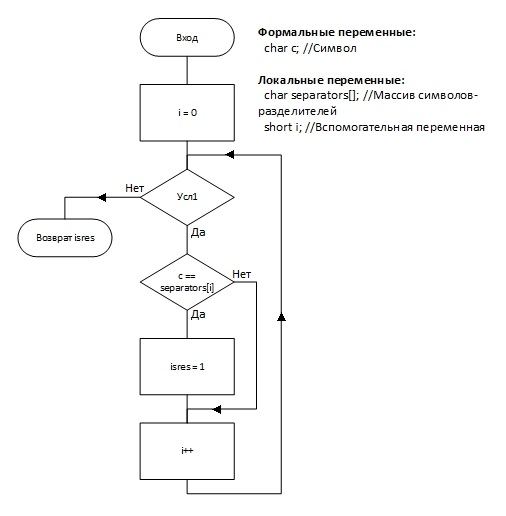 Вход
Формальные переменные:
char c; //Символ
Локальные переменные:
char separators[]; //Массив символов-
разделителей
short i; //Вспомогательная переменная
i = 0
Нет
Усл1
Возврат isres
Да
c ==
separators[i]
Нет
Да
isres = 1
i++